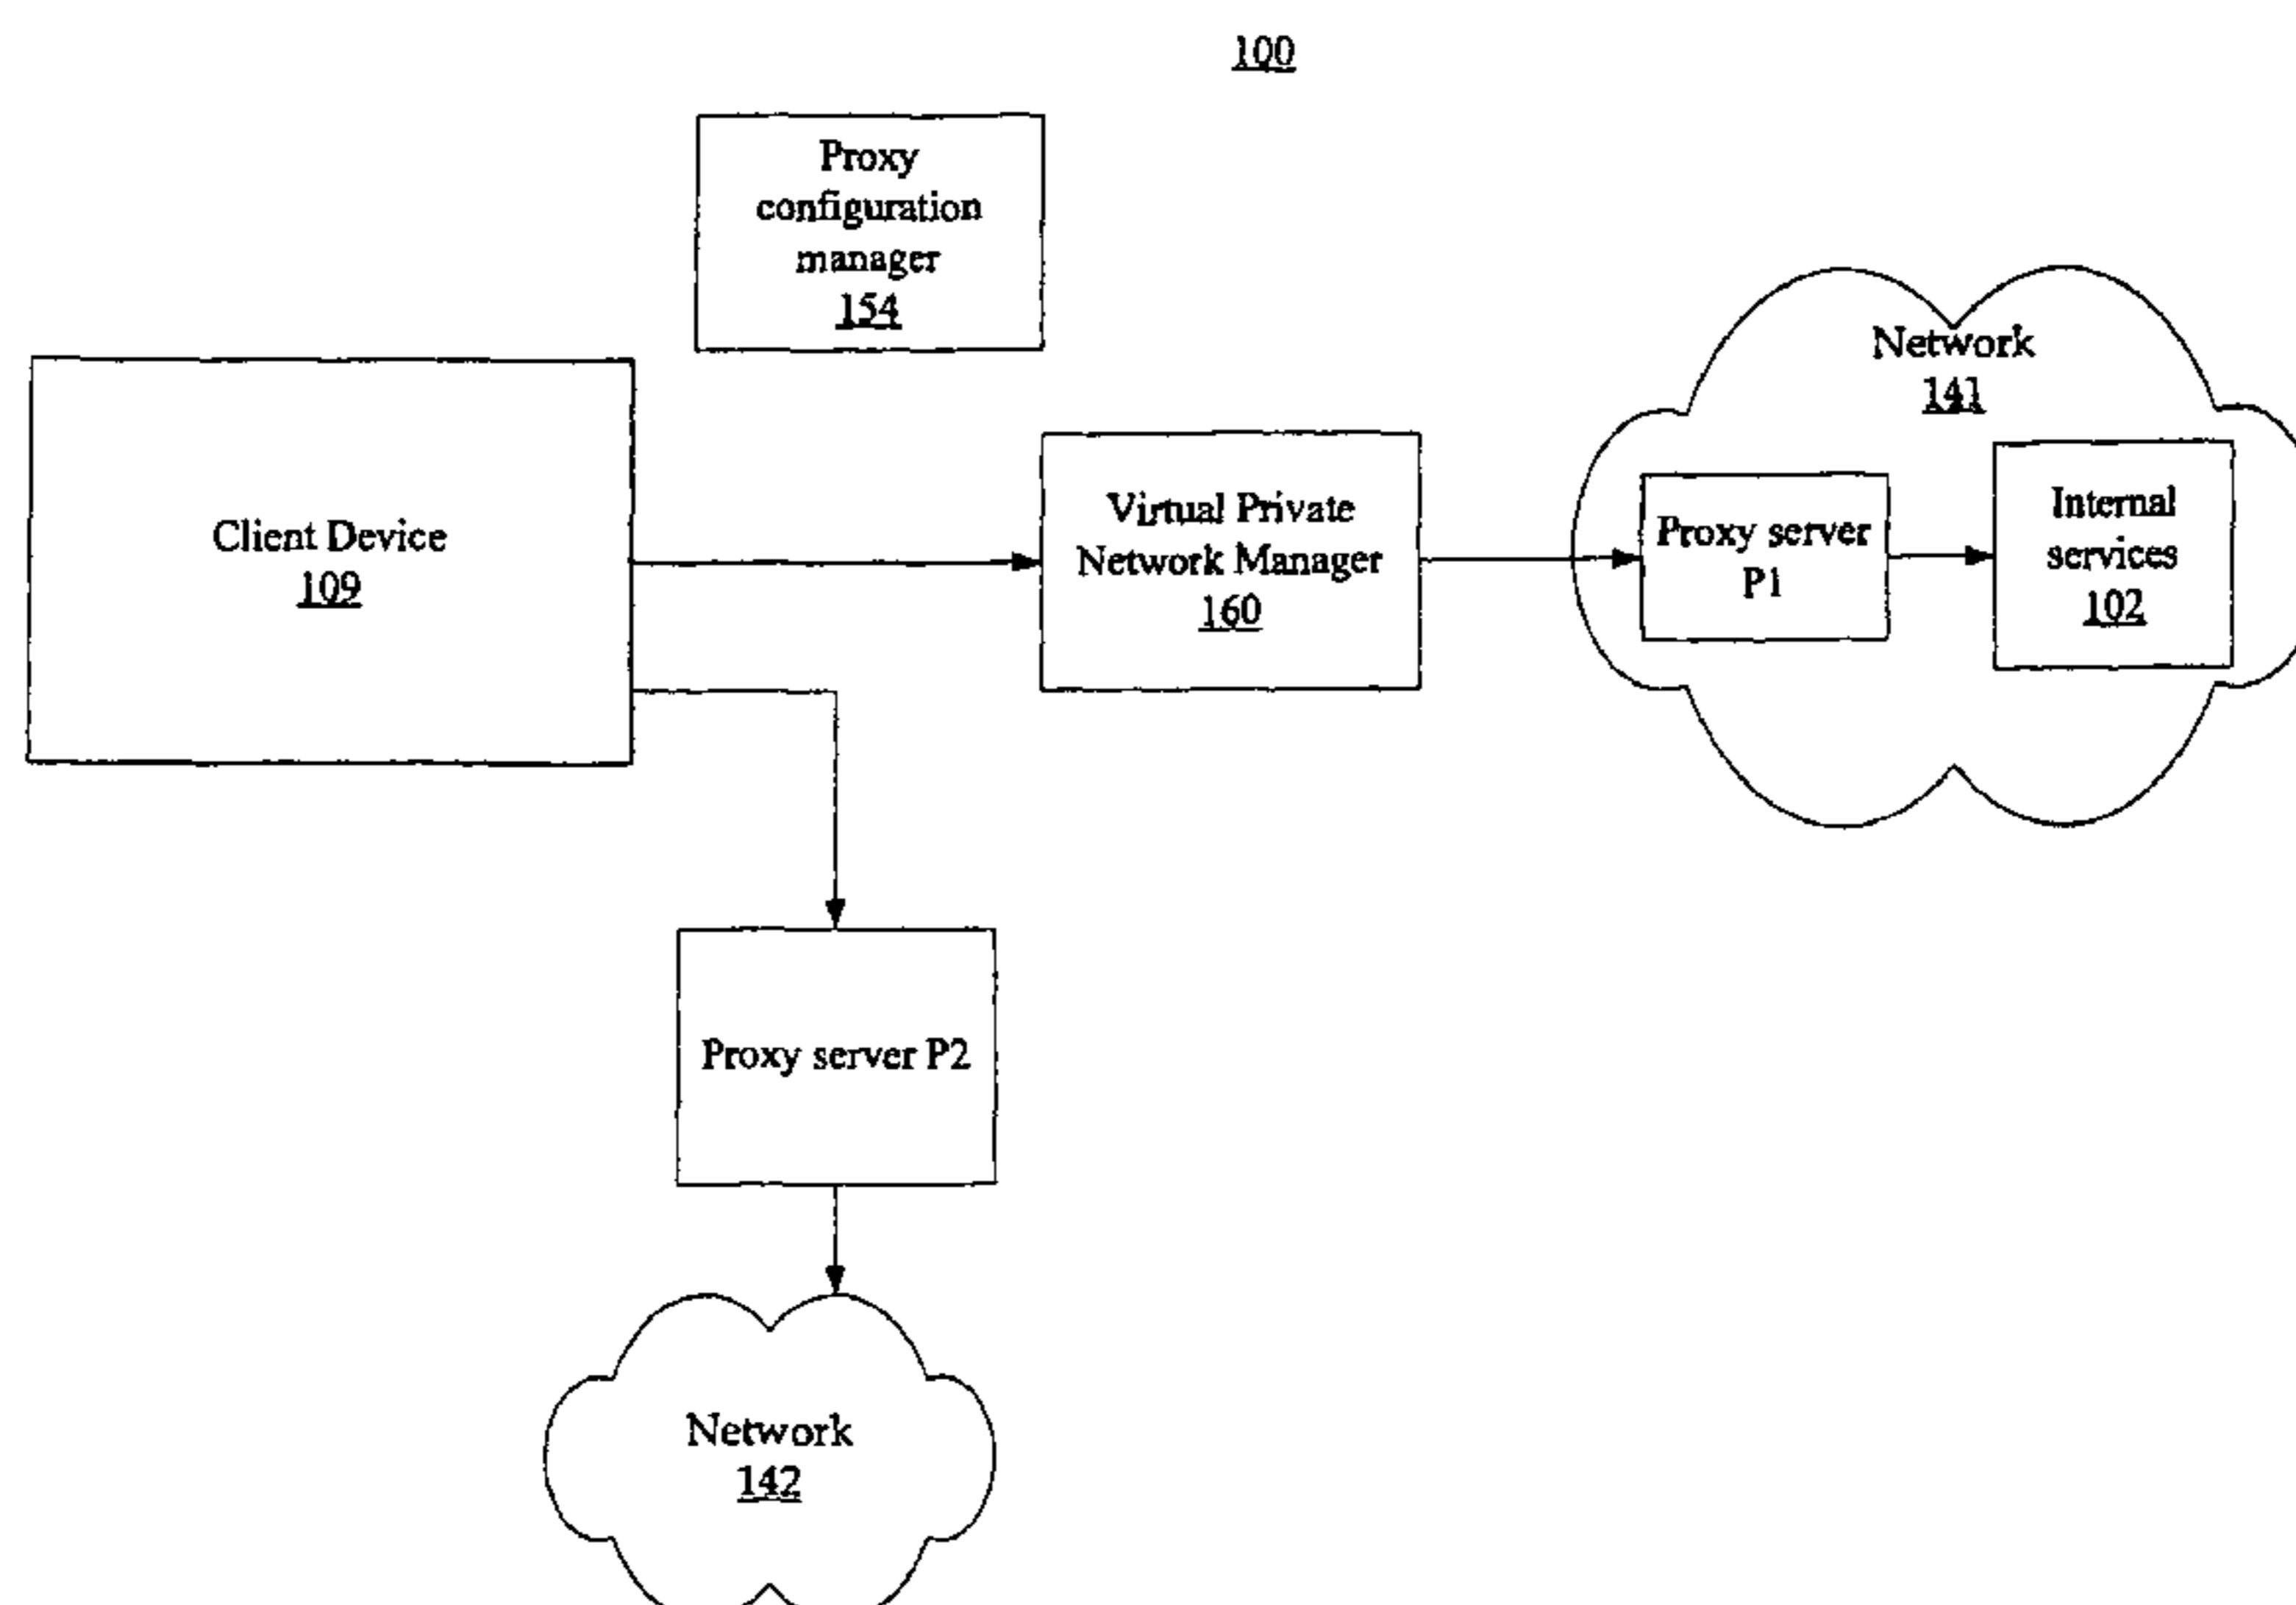 100
Proxy
configuration
manager
154
Network
141
Client Device
109
Virtual Private
Network Manager
160
Proxy server
P1
Internal
services
102
Proxy server P2
Network
142